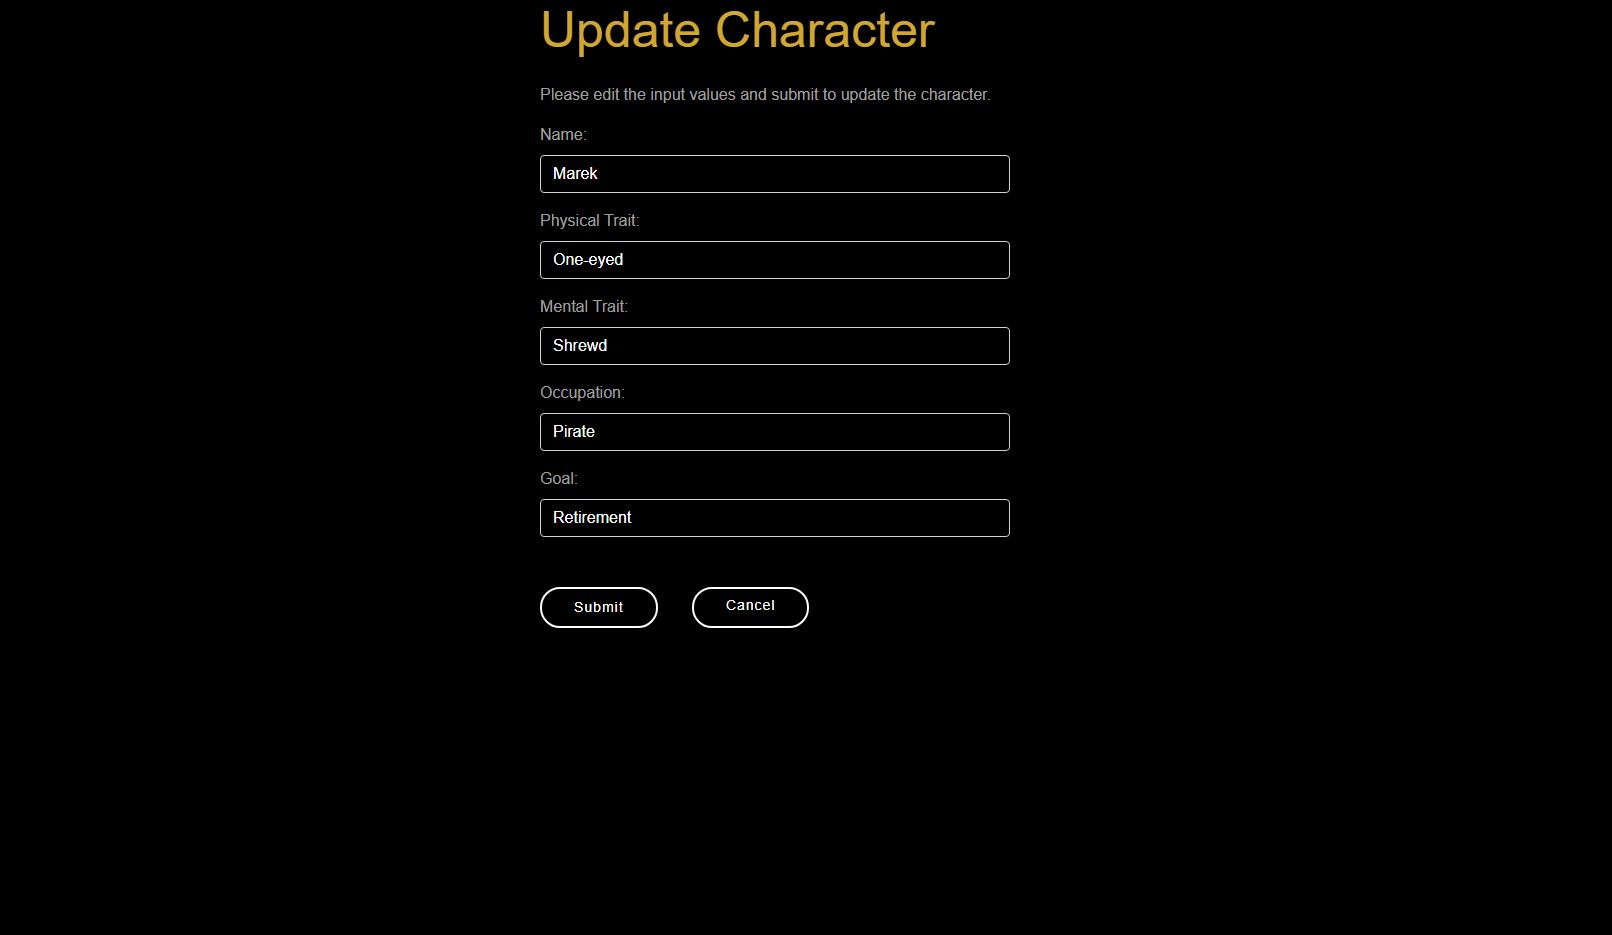 Update Character
Please edit the input values and submit to update the character.
Name:
Marek
Physical Trait:
One-eyed
Mental Trait:
Shrewd
Occupation:
Pirate
Goal:
Retirement
Submit Cancel